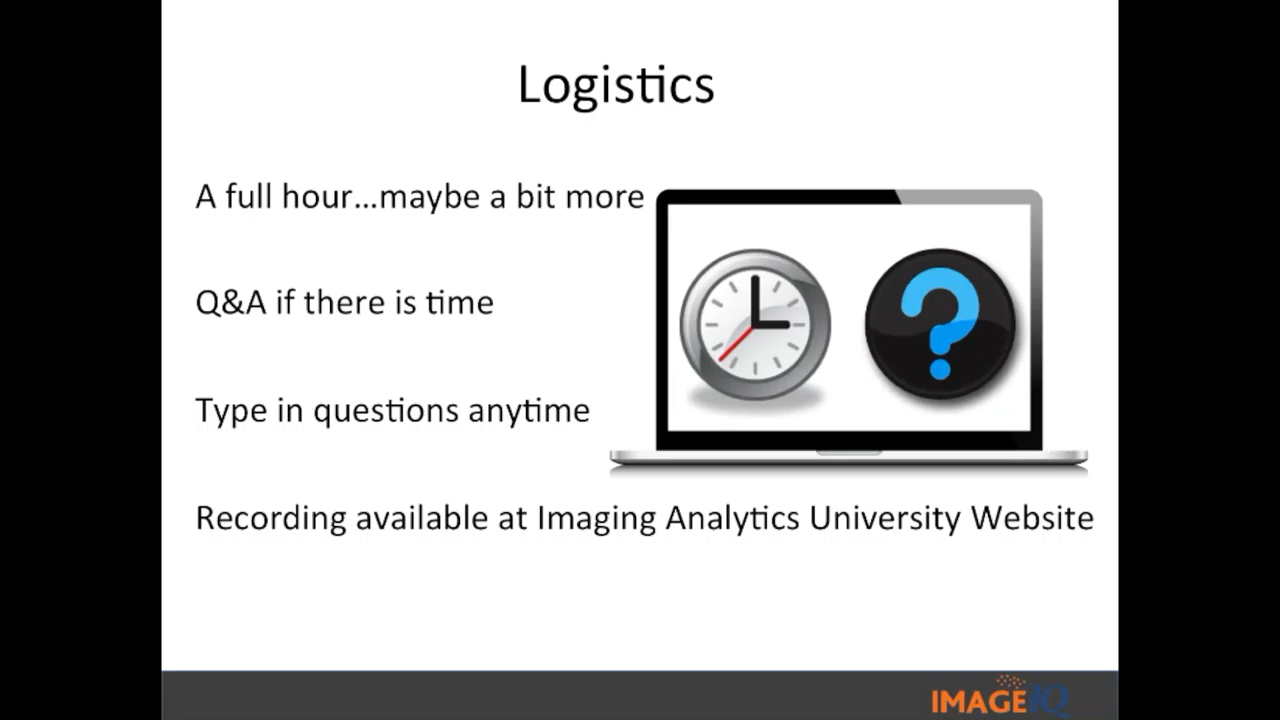 Logistics
A full hour...maybe a bit more
Q&A if there is time
Type in questions anytime
Recording available at Imaging Analytics University Website
IMAGEIQ